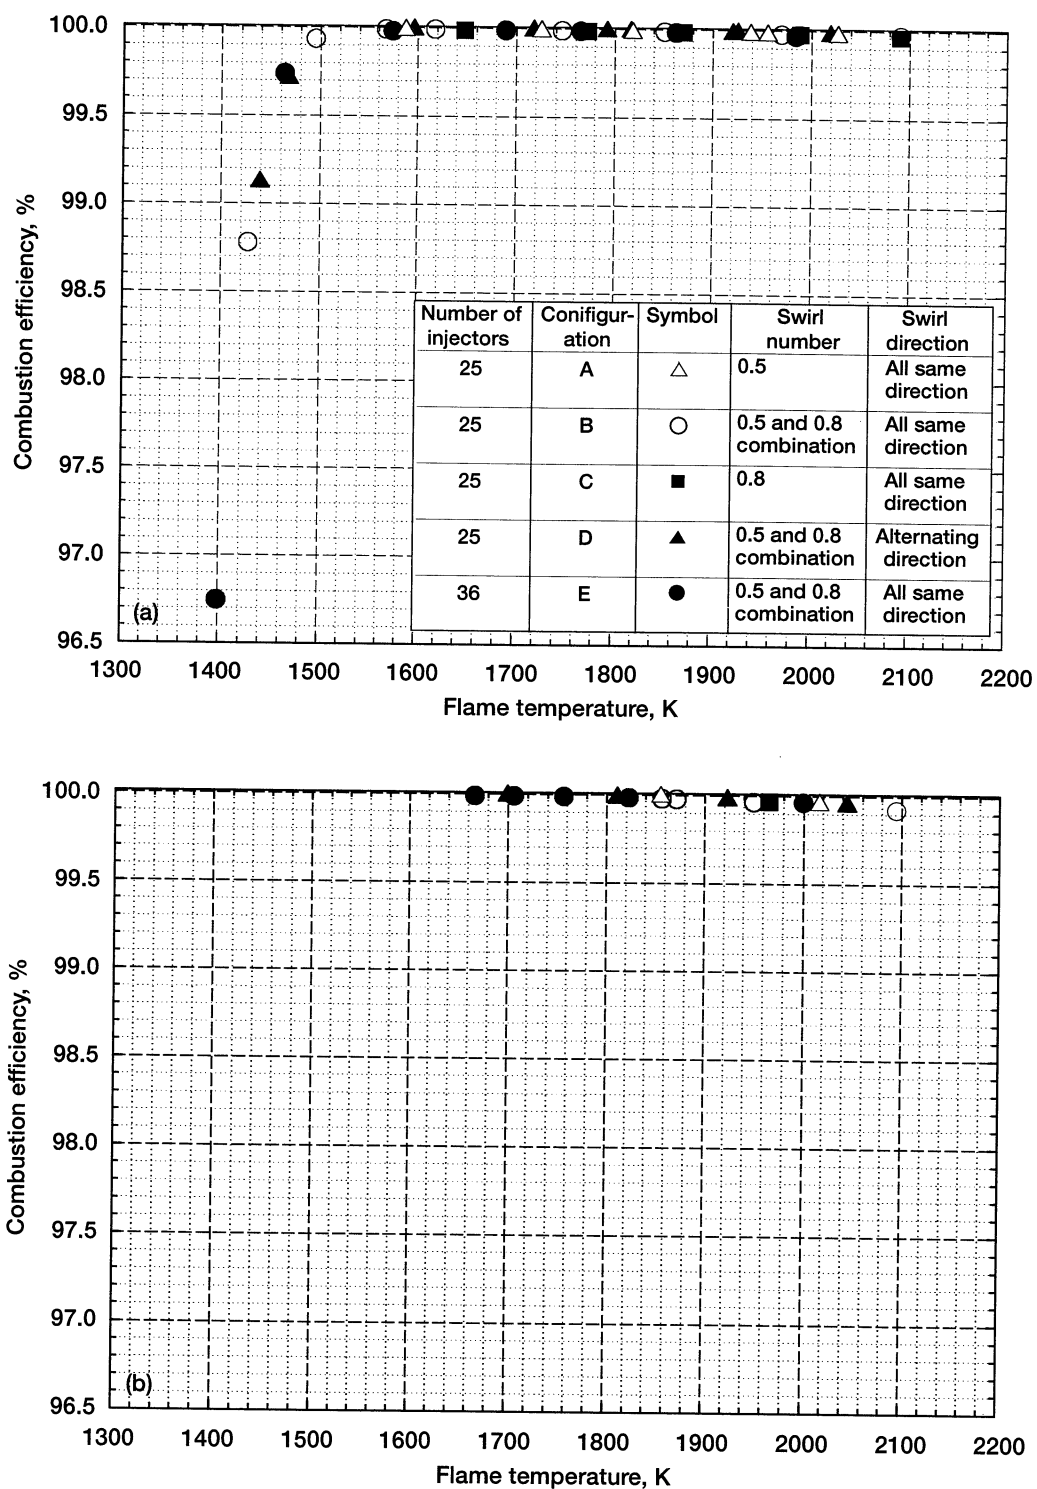 100.0
99.5
99.0
98.5
98.0
97.5
97.0
96.5
Combustion efficiency, %
Number of injectors
Conifigur-ation
Symbol
Swirl number
Swirl direction
25 A 0.5 All same
direction
25 B 0.5 and 0.8 All same
combination direction
25 C 0.8 All same
direction
25 D 0.5 and 0.8 Alternating
combination direction
36 E 0.5 and 0.8 All same
combination direction
(a)
1300 1400 1500 1600 1700 1800 1900 2000 2100 2200
Flame temperature, K
100.0
99.5
99.0
98.5
98.0
97.5
97.0
96.5
Combustion efficiency, %
(b)
1300 1400 1500 1600 1700 1800 1900 2000 2100 2200
Flame temperature, K